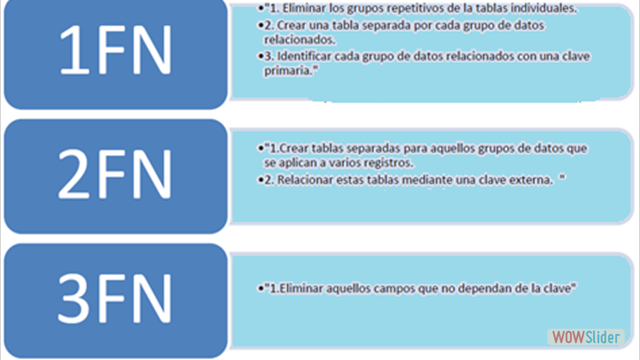 1FN
•"1. Eliminar los grupos repetitivos de la tablas individuales.
•2. Crear una tabla separada por cada grupo de datos
relacionados.
•3. Identificar cada grupo de datos relacionados con una clave
primaria."
2FN
•"1.Crear tablas separadas para aquellos grupos de datos que
se aplican a varios registros.
•2. Relacionar estas tablas mediante una clave externa. "
3FN
•"1.Eliminar aquellos campos que no dependan de la clave"
WOWSlider